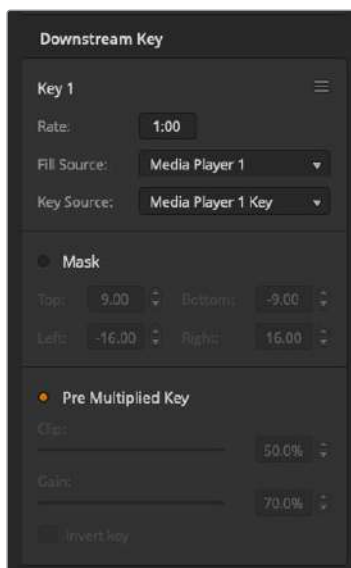 Downstream Key
Key 1
Rate: 1:00
Fill Source: Media Player 1
Key Source: Media Player 1 Key
Mask
Top: 9.00 Bottom: -9.00
Left: -16.00 Right: 16.00
Pre Multiplied Key
Clip:
50.0%
Gain:
70.0%
Invert key